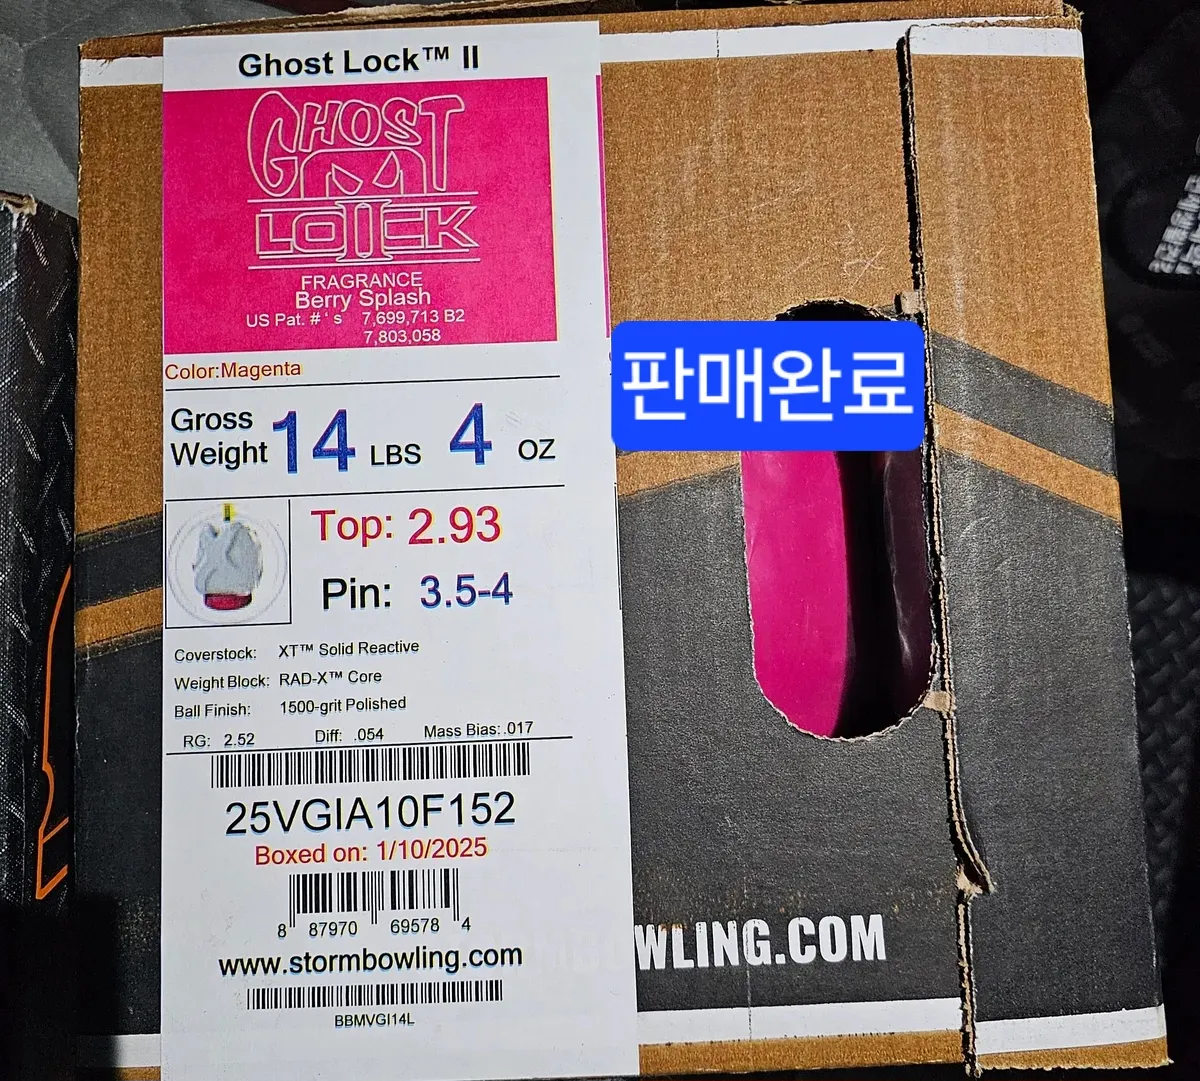 Ghost Lock™ II
GHOST
LOIICK
FRAGRANCE
Berry Splash
US Pat. # ' s 7,699,713 B2
7,803,058
Color:Magenta
Gross Weight 14 LBS 4 OZ
Top: 2.93
Pin: 3.5-4
Coverstock: XT™ Solid Reactive
Weight Block: RAD-X™ Core
Ball Finish: 1500-grit Polished
RG: 2.52 Diff: .054 Mass Bias: .017
25VGIA10F152
Boxed on: 1/10/2025
8 87970 69578 4
www.stormbowling.com
BBMVGI14L
판매완료
WLING.COM